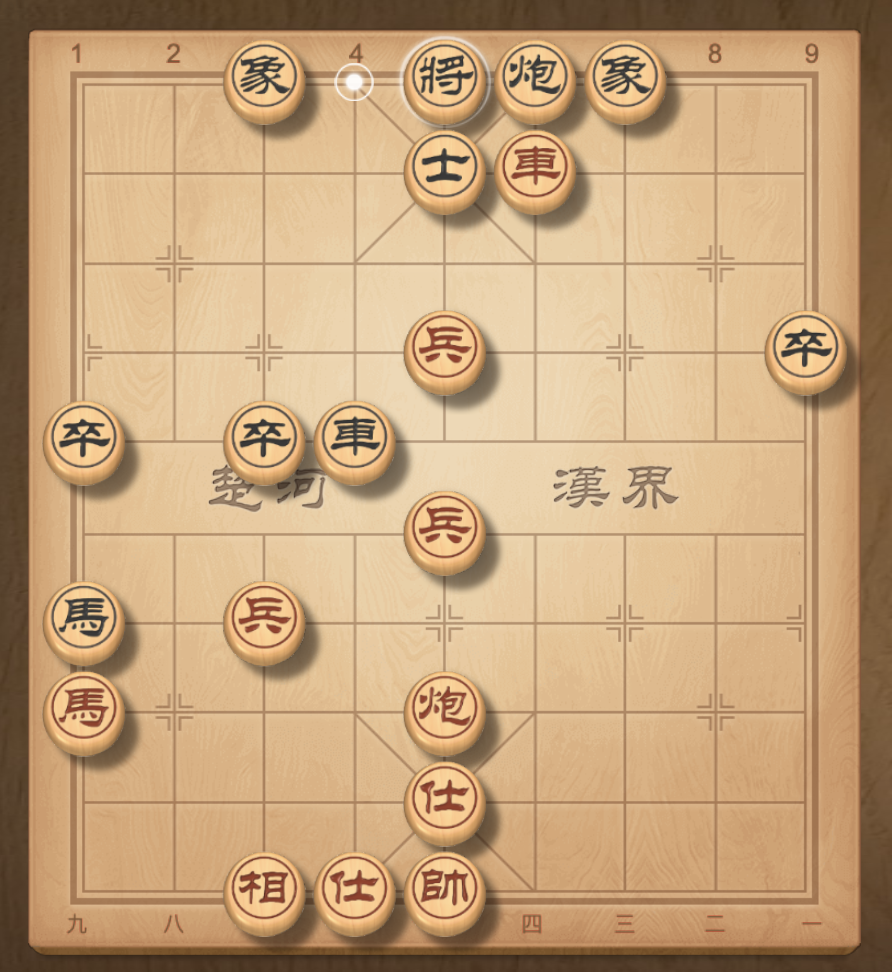 1 2 4 8 9
象 將 炮 象
士 車
兵 卒
卒 卒 車
楚河 漢界
兵
馬 兵
馬 炮
仕
相 仕 帥
九 八 四 三 二 一